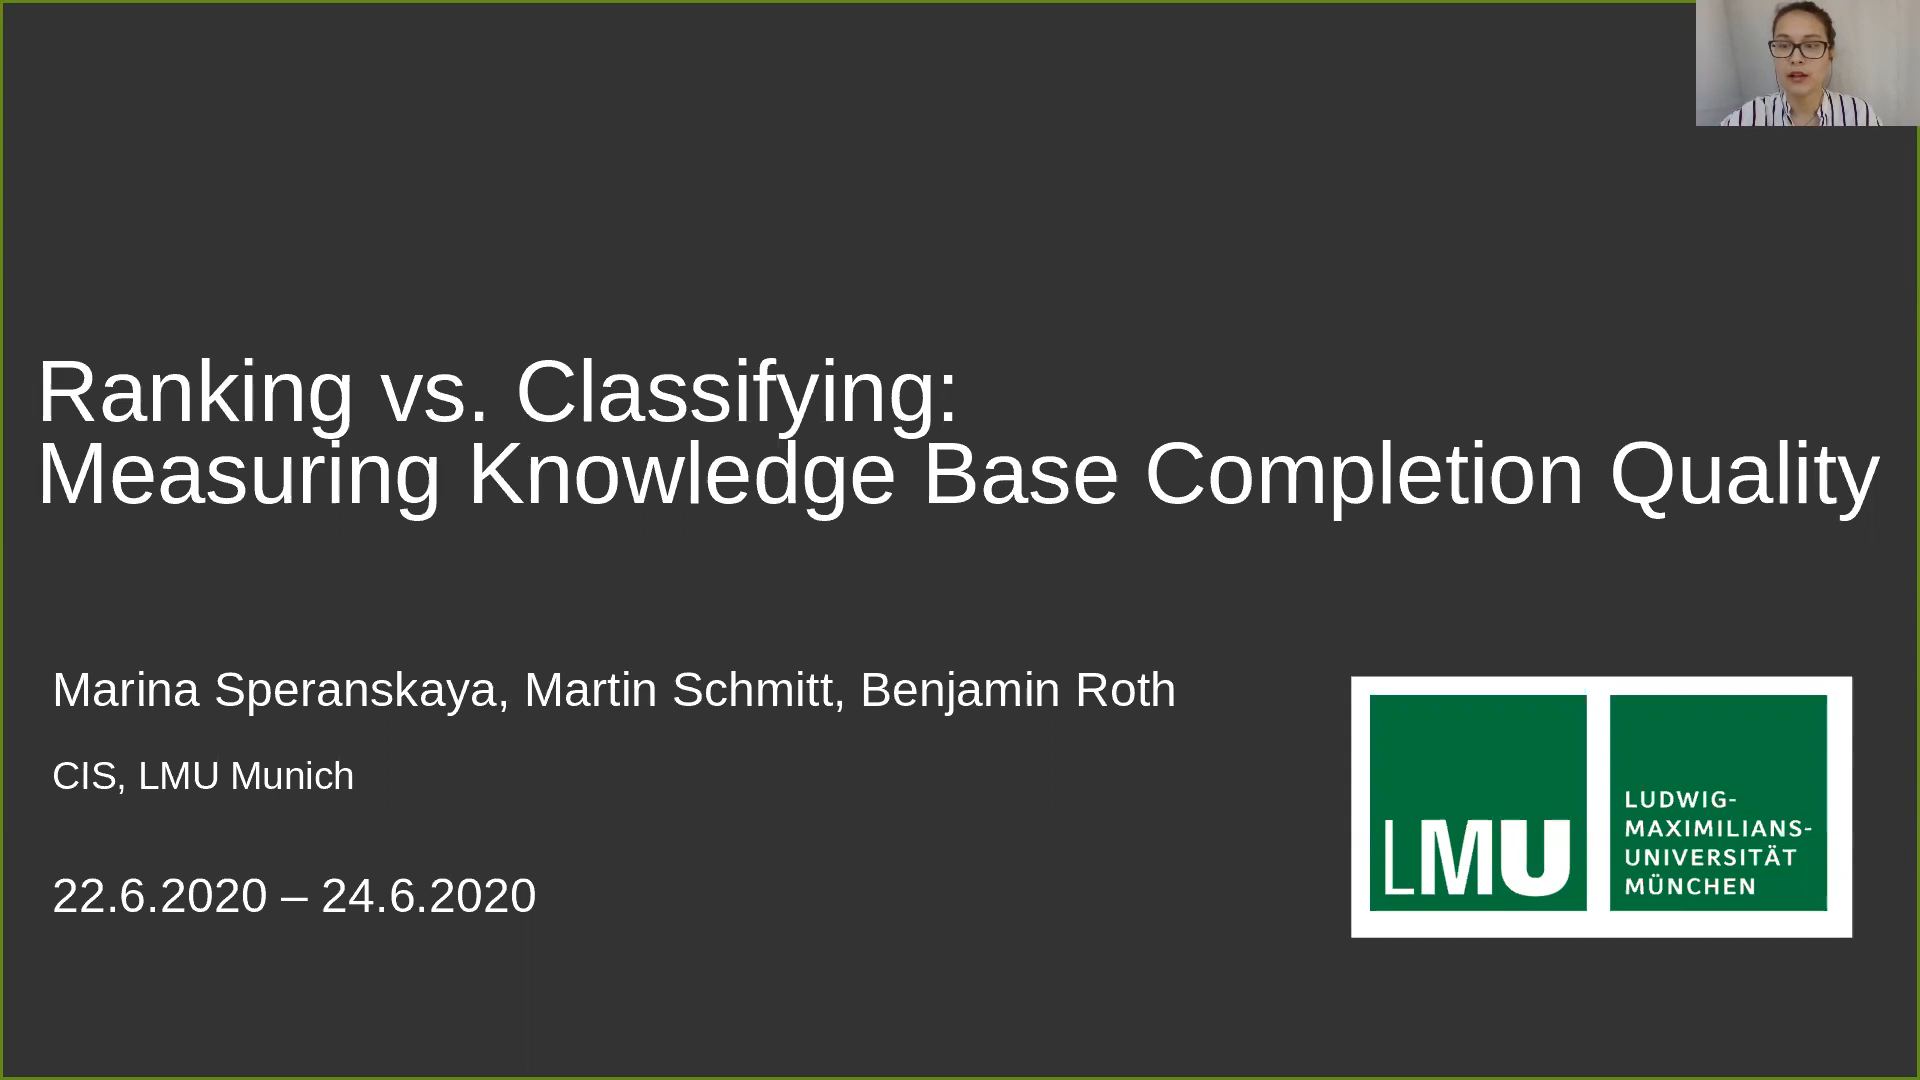 Ranking vs. Classifying:
Measuring Knowledge Base Completion Quality
Marina Speranskaya, Martin Schmitt, Benjamin Roth
CIS, LMU Munich
22.6.2020 – 24.6.2020
LMU
LUDWIG-
MAXIMILIANS-
UNIVERSITÄT
MÜNCHEN